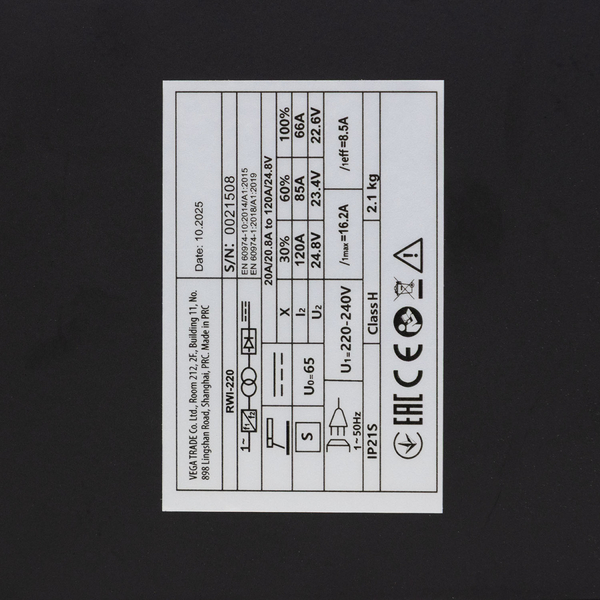 VEGA TRADE Co. Ltd., Room 212, 2F., Building 11, No.
898 Lingshan Road, Shanghai, PRC. Made in PRC
Date: 10.2025
RWI-220
S/N: 0021508
1~ f1 f2
EN 60974-10:2014/A1:2015
EN 60974-1:2018/A1:2019
20A/20.8A to 120A/24.8V
X 30% 60% 100%
I2 120A 85A 66A
U2 24.8V 23.4V 22.6V
S
U0=65
1~50Hz
U1=220-240V
I1max=16.2A
I1eff=8.5A
IP21S
Class H
2.1 kg
EAC CE